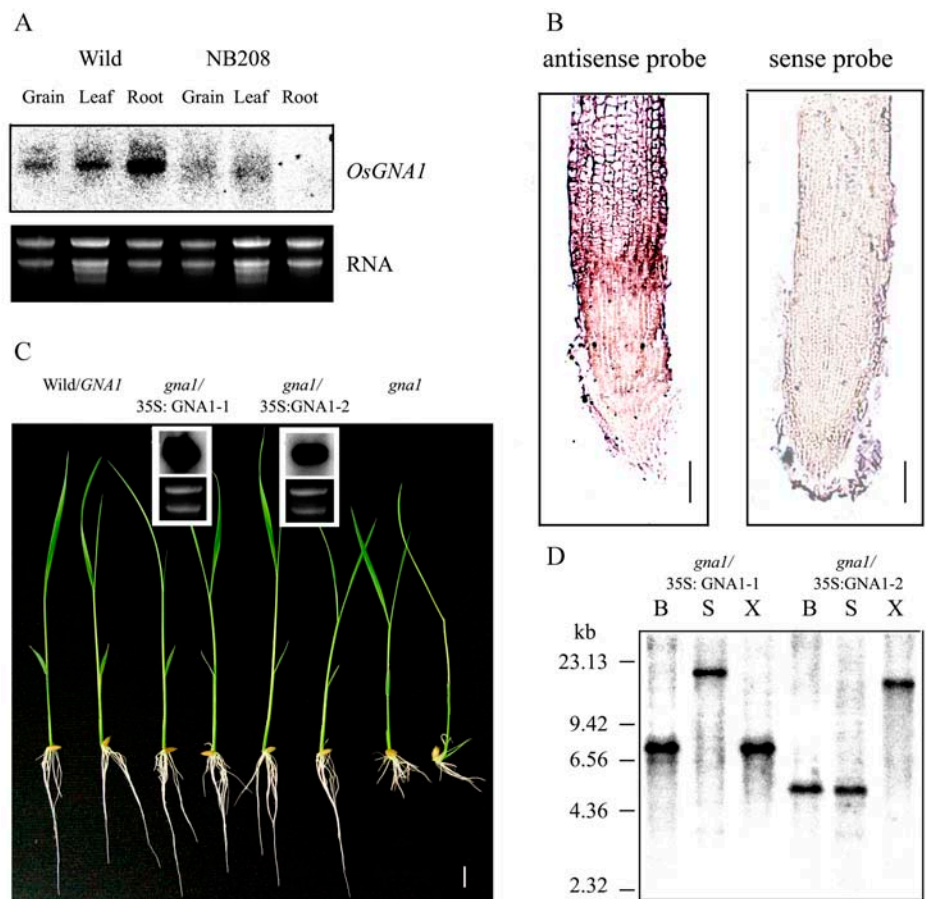 A
Wild NB208
Grain Leaf Root Grain Leaf Root
OsGNA1
RNA
B
antisense probe sense probe
C
Wild/GNA1 gna1/ gna1/ gna1
35S: GNA1-1 35S:GNA1-2
D
gna1/ gna1/
35S: GNA1-1 35S:GNA1-2
B S X B S X
kb
23.13
9.42
6.56
4.36
2.32